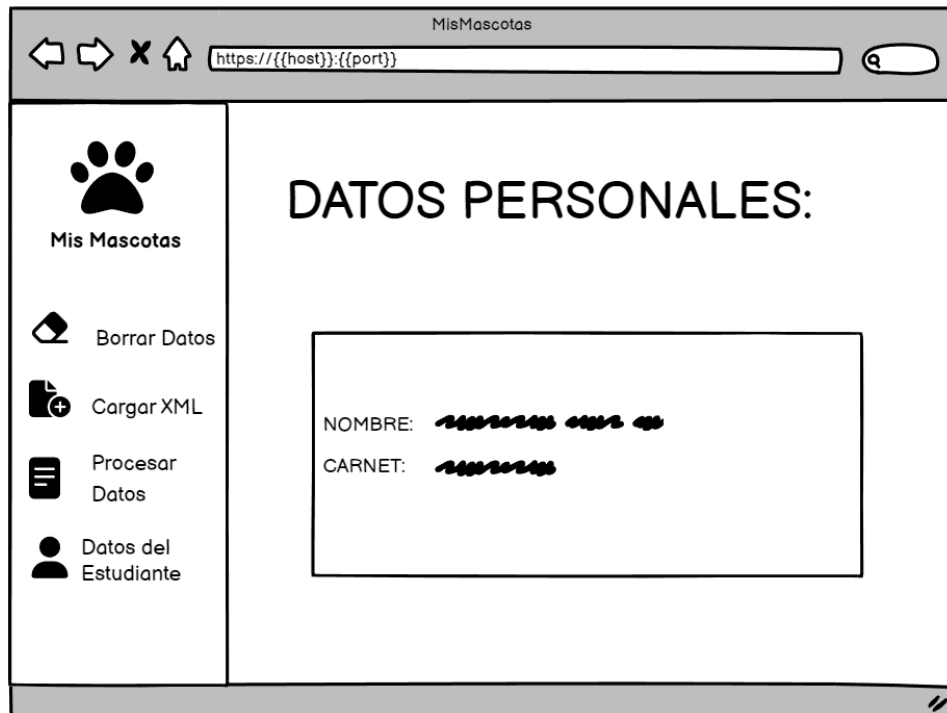 MisMascotas
https://{{host}}:{{port}}
Mis Mascotas
Borrar Datos
Cargar XML
Procesar
Datos
Datos del
Estudiante
DATOS PERSONALES:
NOMBRE:
CARNET: